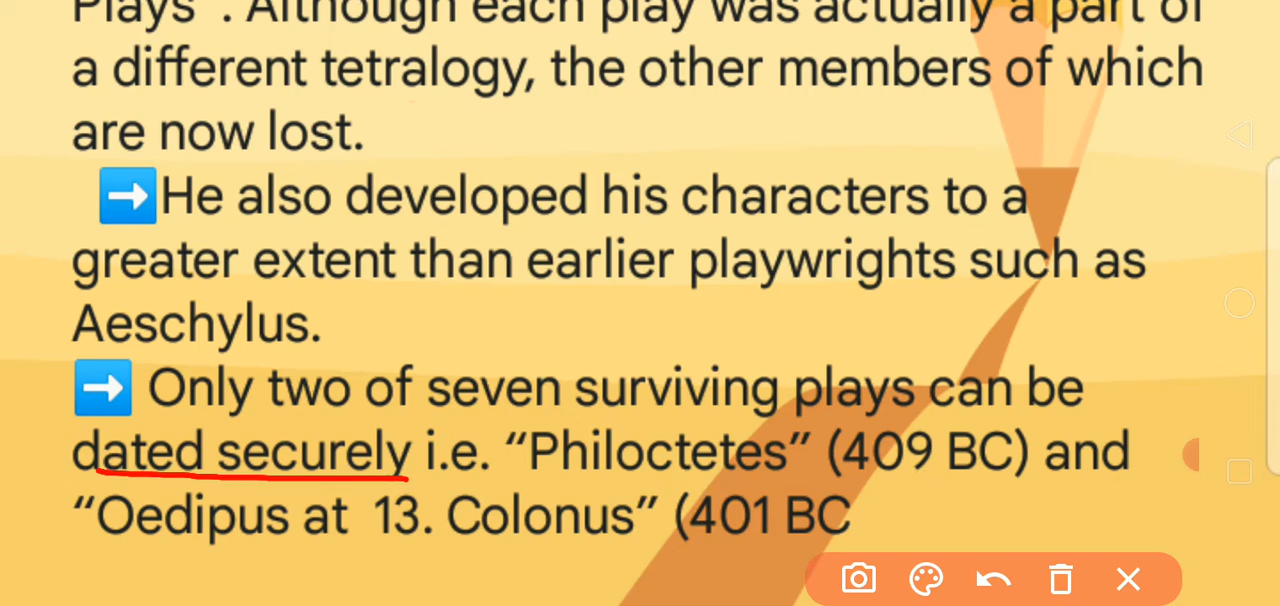 Plays". Although each play was actually a part of
a different tetralogy, the other members of which
are now lost.
➡️He also developed his characters to a
greater extent than earlier playwrights such as
Aeschylus.
➡️ Only two of seven surviving plays can be
dated securely i.e. “Philoctetes” (409 BC) and
“Oedipus at 13. Colonus” (401 BC